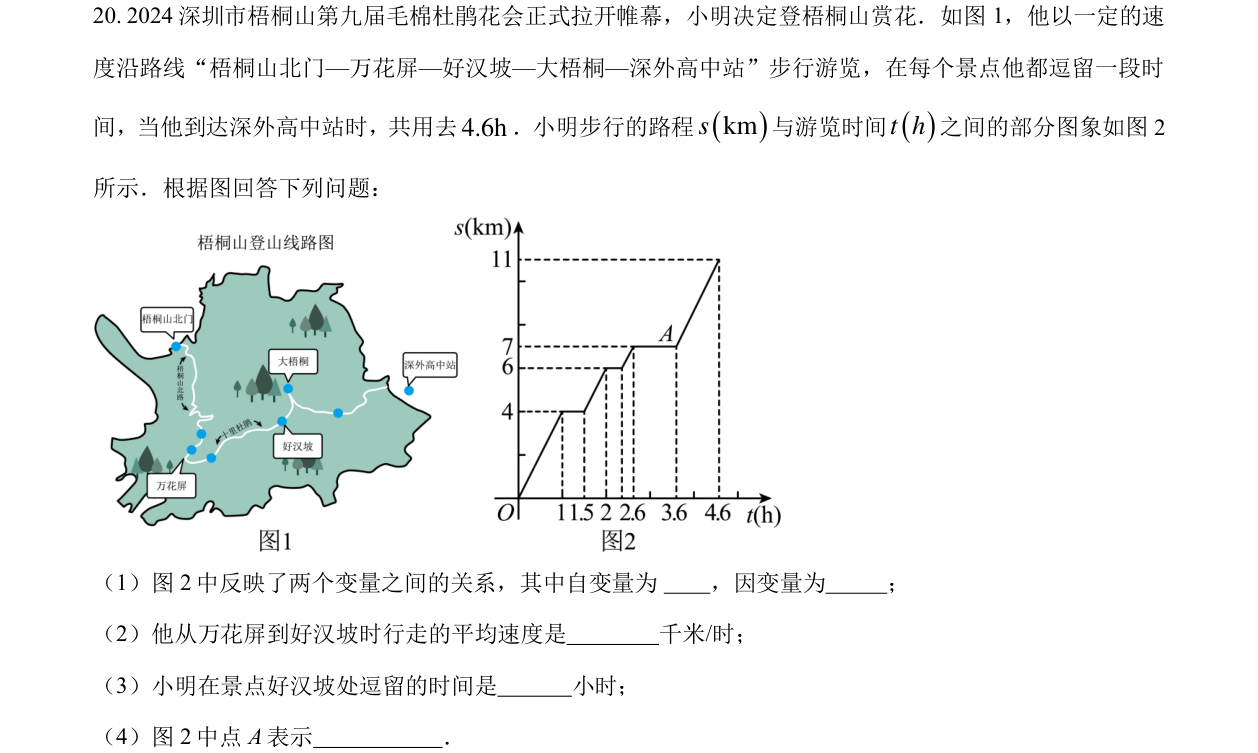 20. 2024 深圳市梧桐山第九届毛棉杜鹃花会正式拉开帷幕，小明决定登梧桐山赏花．如图 1，他以一定的速
度沿路线“梧桐山北门—万花屏—好汉坡—大梧桐—深外高中站”步行游览，在每个景点他都逗留一段时
间，当他到达深外高中站时，共用去 4.6h．小明步行的路程 s(km) 与游览时间 t(h) 之间的部分图象如图 2
所示．根据图回答下列问题：
梧桐山登山线路图
梧桐山北门
梧桐山北路
大梧桐
深外高中站
十里杜鹃
好汉坡
万花屏
图1
s(km)
11
7
6
4
A
O 1 1.5 2 2.6 3.6 4.6 t(h)
图2
（1）图 2 中反映了两个变量之间的关系，其中自变量为 ____，因变量为_____；
（2）他从万花屏到好汉坡时行走的平均速度是________千米/时；
（3）小明在景点好汉坡处逗留的时间是______小时；
（4）图 2 中点 A 表示___________．